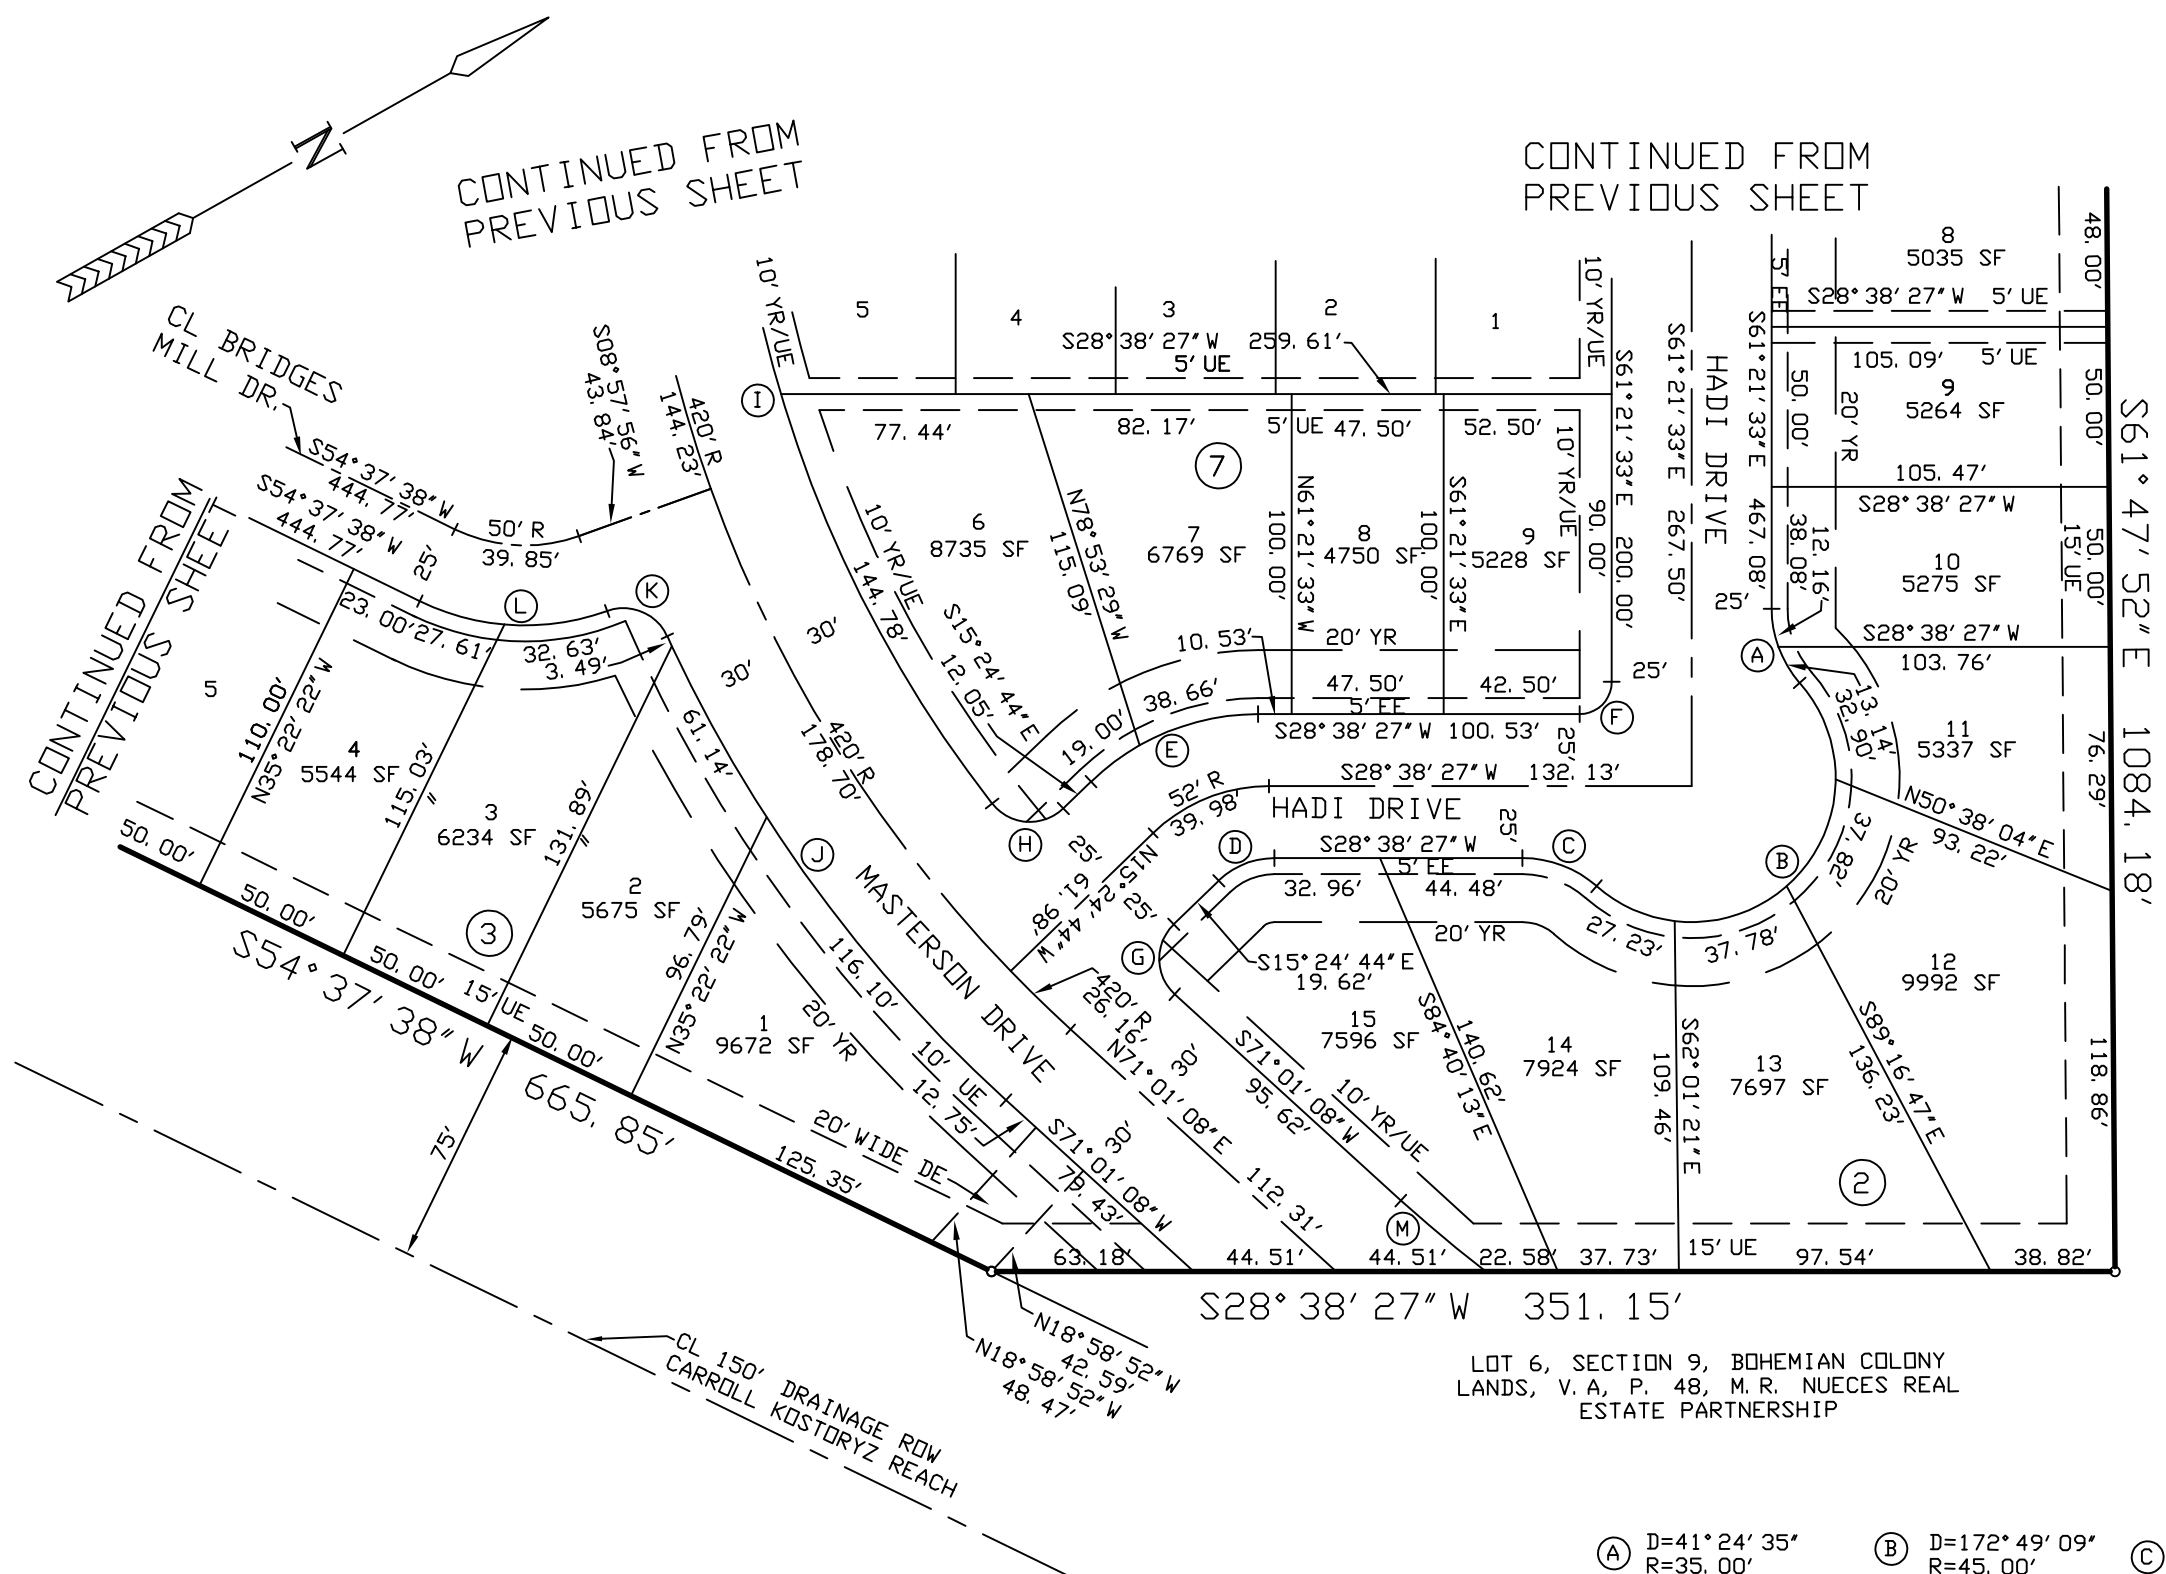 N
CONTINUED FROM
PREVIOUS SHEET
CONTINUED FROM
PREVIOUS SHEET
CL BRIDGES
MILL DR.
S54°37'38"W
444.77'
S54°37'38"W
444.77'
50' R
39.85'
25'
S08°57'56"W
43.84'
420' R
144.23'
CONTINUED FROM
PREVIOUS SHEET
I
10' YR/UE
5
4
3
2
1
S28°38'27"W 259.61'
5' UE
10' YR/UE
77.44'
82.17'
5' UE
47.50'
52.50'
7
10' YR/UE
S61°21'33"E 200.00'
90.00'
S61°21'33"E 267.50'
HADI DRIVE
S61°21'33"E 467.08'
5' EE
8
5035 SF
48.00'
S28°38'27"W 5' UE
105.09' 5' UE
50.00'
20' YR
9
5264 SF
50.00'
105.47'
S28°38'27"W
38.08'
12.16'
10
5275 SF
50.00'
15' UE
S28°38'27"W
103.76'
S61°47'52"E 1084.18'
25'
A
13.14'
32.90'
11
5337 SF
76.29'
N50°38'04"E
93.22'
37.82'
20' YR
B
6
8735 SF
10' YR/UE
144.78'
N78°53'29"W
115.09'
7
6769 SF
N61°21'33"W
100.00'
8
4750 SF
S61°21'33"E
100.00'
9
5228 SF
S15°24'44"E
12.05'
10.53'
20' YR
38.66'
19.00'
47.50'
42.50'
5' EE
25'
F
E
S28°38'27"W 100.53'
25'
S28°38'27"W 132.13'
52' R
39.98'
HADI DRIVE
H
D
25'
N15°24'44"W
61.98'
25'
S28°38'27"W
25'
C
5' EE
32.96'
44.48'
20' YR
27.23'
37.78'
G
S15°24'44"E
19.62'
K
L
23.00'
27.61'
32.63'
3.49'
30'
30'
61.14'
420' R
178.70'
5
110.00'
N35°22'22"W
4
5544 SF
115.03'
"
3
6234 SF
131.89'
"
2
5675 SF
96.79'
N35°22'22"W
3
J
MASTERSON DRIVE
116.10'
20' YR
10' UE
12.75'
1
9672 SF
50.00'
50.00'
50.00'
15' UE
50.00'
S54°37'38"W 665.85'
75'
20' WIDE DE
125.35'
420' R
26.16'
N71°01'08"E
112.31'
30'
30'
S71°01'08"W
79.43'
S71°01'08"W
95.62'
10' YR/UE
15
7596 SF
S84°40'13"E
140.62'
14
7924 SF
S62°01'21"E
109.46'
13
7697 SF
S89°16'47"E
136.23'
12
9992 SF
118.86'
2
M
63.18'
44.51'
44.51'
22.58'
37.73'
15' UE
97.54'
38.82'
S28°38'27"W 351.15'
N18°58'52"W
42.59'
N18°58'52"W
48.47'
CL 150' DRAINAGE ROW
CARROLL KOSTORYZ REACH
LOT 6, SECTION 9, BOHEMIAN COLONY
LANDS, V.A, P. 48, M.R. NUECES REAL
ESTATE PARTNERSHIP
A D=41°24'35"
R=35.00'
B D=172°49'09"
R=45.00'
C